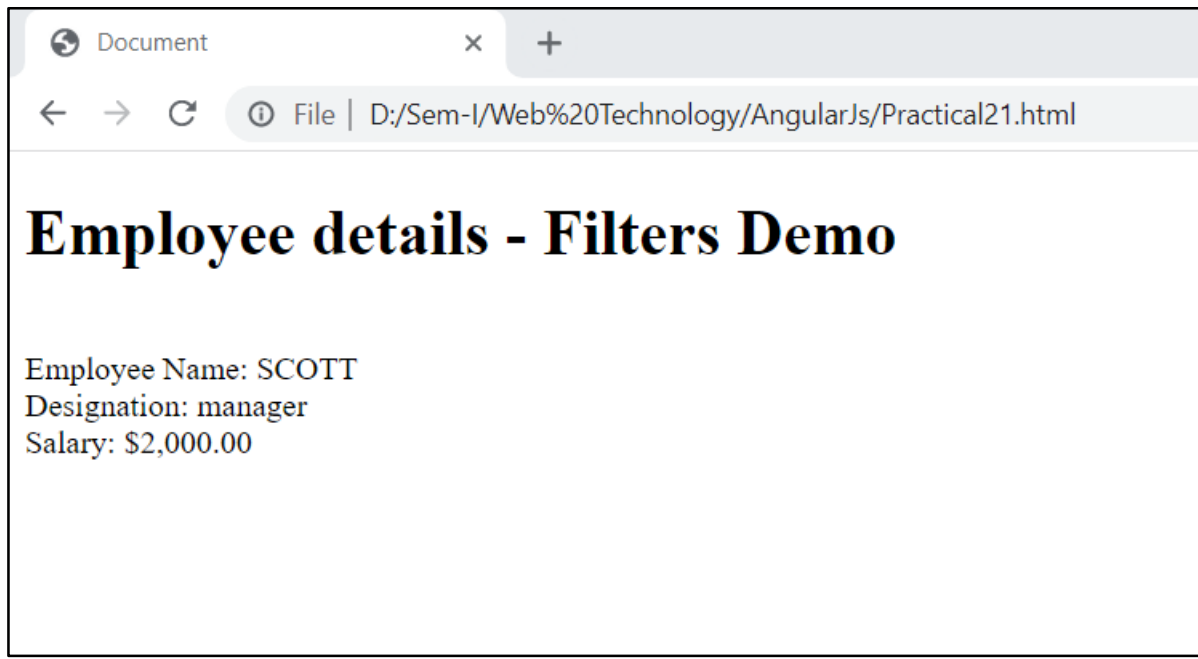 Document
File | D:/Sem-I/Web%20Technology/AngularJs/Practical21.html
Employee details - Filters Demo
Employee Name: SCOTT
Designation: manager
Salary: $2,000.00